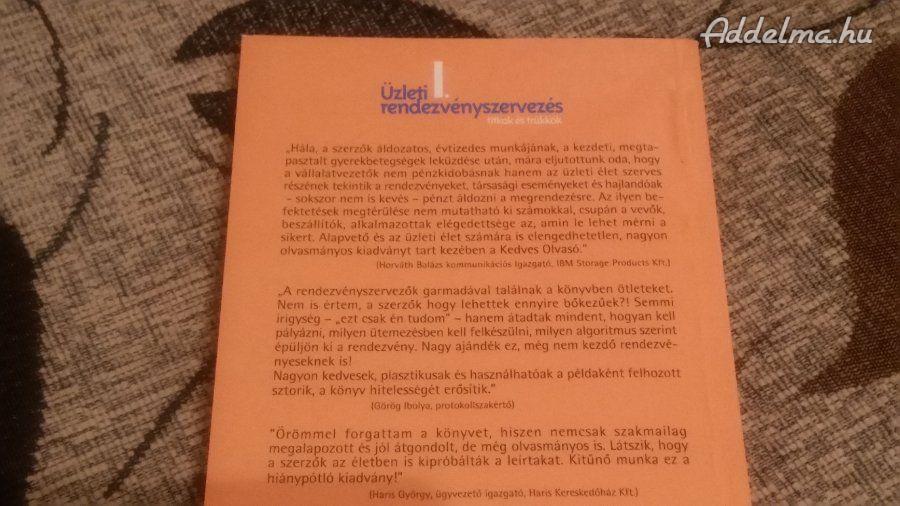 Addelma.hu
I.
Üzleti
rendezvényszervezés
titkok és trükkök
„Hála, a szerzők áldozatos, évtizedes munkájának, a kezdeti, megta-
pasztalt gyerekbetegségek leküzdése után, mára eljutottunk oda, hogy
a vállalatvezetők nem pénzkidobásnak hanem az üzleti élet szerves
részének tekintik a rendezvényeket, társasági eseményeket és hajlandóak
- sokszor nem is kevés – pénzt áldozni a megrendezésre. Az ilyen be-
fektetések megtérülése nem mutatható ki számokkal, csupán a vevők,
beszállítók, alkalmazottak elégedettsége az, amin le lehet mérni a
sikert. Alapvető és az üzleti élet számára is elengedhetetlen, nagyon
olvasmányos kiadványt tart kezében a Kedves Olvasó."
(Horváth Balázs kommunikációs igazgató, IBM Storage Products Kft.)
„A rendezvényszervezők garmadával találnak a könyvben ötleteket.
Nem is értem, a szerzők hogy lehettek ennyire bőkezűek?! Semmi
irigység – „ezt csak én tudom" – hanem átadtak mindent, hogyan kell
pályázni, milyen ütemezésben kell felkészülni, milyen algoritmus szerint
épüljön ki a rendezvény. Nagy ajándék ez, még nem kezdő rendezvé-
nyeseknek is!
Nagyon kedvesek, plasztikusak és használhatóak a példaként felhozott
sztorik, a könyv hitelességét erősítik."
(Görög Ibolya, protokollszakértő)
"Örömmel forgattam a könyvet, hiszen nemcsak szakmailag
megalapozott és jól átgondolt, de még olvasmányos is. Látszik, hogy
a szerzők az életben is kipróbálták a leírtakat. Kitűnő munka ez a
hiánypótló kiadvány!"
(Haris György, ügyvezető igazgató, Haris Kereskedőház Kft.)